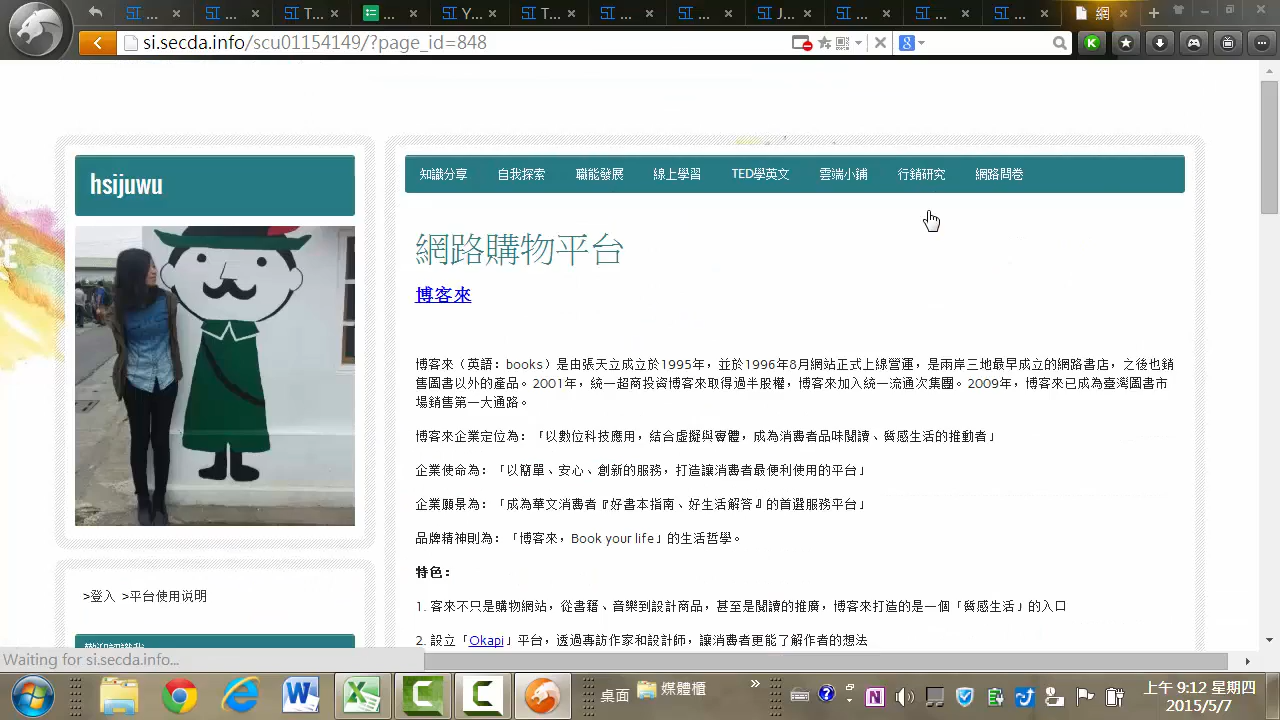 T...
Y...
T...
J...
網
si.secda.info/scu01154149/?page_id=848
hsijuwu
知識分享 自我探索 職能發展 線上學習 TED學英文 雲端小鋪 行銷研究 網路問卷
網路購物平台
博客來
博客來（英語：books）是由張天立成立於1995年，並於1996年8月網站正式上線營運，是兩岸三地最早成立的網路書店，之後也銷
售圖書以外的產品。2001年，統一超商投資博客來取得過半股權，博客來加入統一流通次集團。2009年，博客來已成為臺灣圖書市
場銷售第一大通路。
博客來企業定位為：「以數位科技應用，結合虛擬與實體，成為消費者品味閱讀、質感生活的推動者」
企業使命為：「以簡單、安心、創新的服務，打造讓消費者最便利使用的平台」
企業願景為：「成為華文消費者『好書本指南、好生活解答』的首選服務平台」
品牌精神則為：「博客來，Book your life」的生活哲學。
特色：
1. 客來不只是購物網站，從書籍、音樂到設計商品，甚至是閱讀的推廣，博客來打造的是一個「質感生活」的入口
2. 設立「Okapi」平台，透過專訪作家和設計師，讓消費者更能了解作者的想法
>登入 >平台使用说明
Waiting for si.secda.info...
桌面 媒體櫃
上午 9:12 星期四
2015/5/7